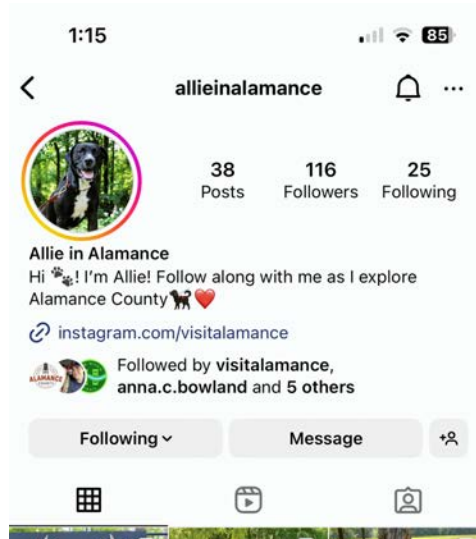 1:15
85
allieinalamance
38 116 25
Posts Followers Following
Allie in Alamance
Hi 🐾! I'm Allie! Follow along with me as I explore
Alamance County🐈‍⬛❤️
instagram.com/visitalamance
ALAMANCE
Followed by visitalamance,
anna.c.bowland and 5 others
Following
Message